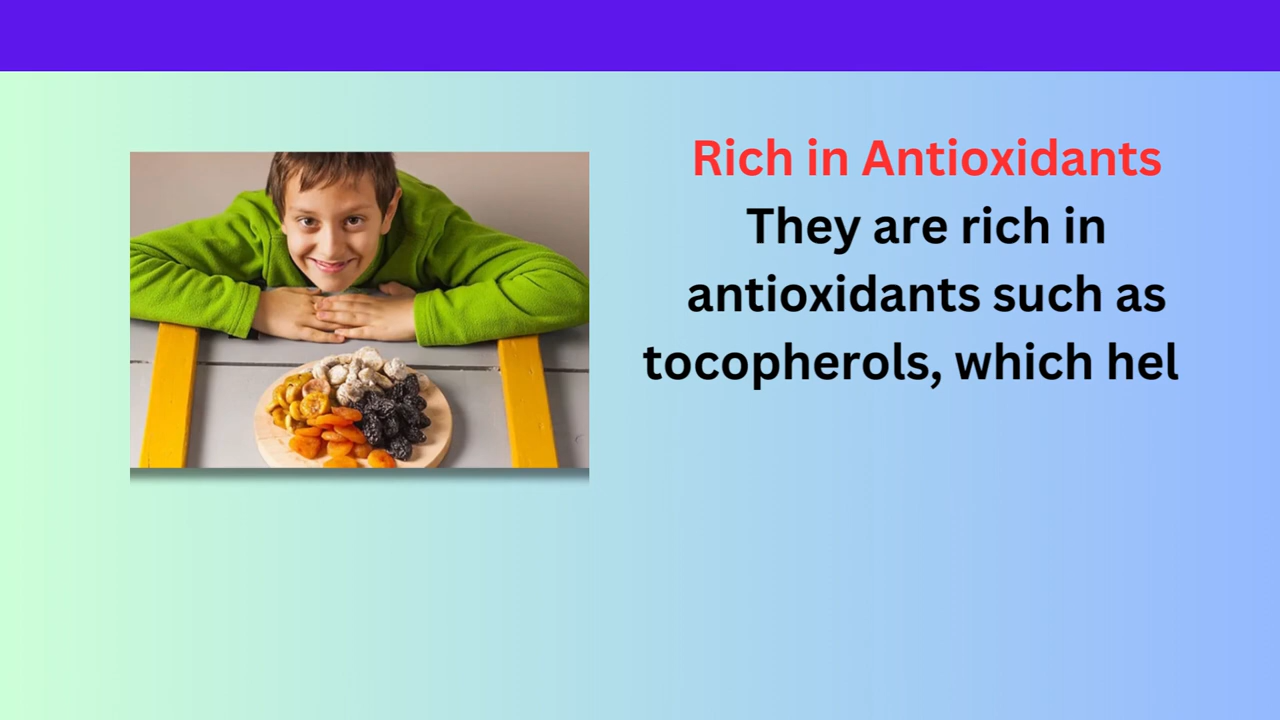 Rich in Antioxidants
They are rich in
antioxidants such as
tocopherols, which hel